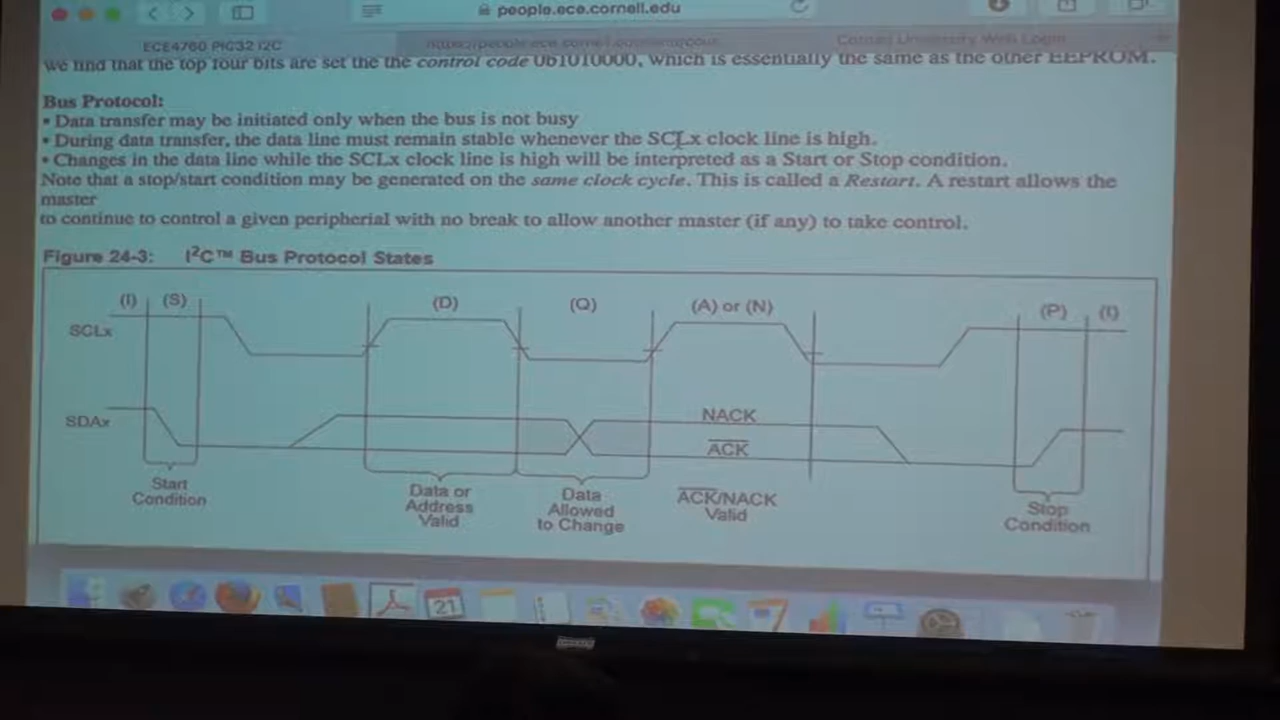 people.ece.cornell.edu
ECE4760 PIC32 I2C
Cornell University Web Login
we find that the top four bits are set the the control code 0b1010000, which is essentially the same as the other EEPROM.
Bus Protocol:
• Data transfer may be initiated only when the bus is not busy
• During data transfer, the data line must remain stable whenever the SCLx clock line is high.
• Changes in the data line while the SCLx clock line is high will be interpreted as a Start or Stop condition.
Note that a stop/start condition may be generated on the same clock cycle. This is called a Restart. A restart allows the
master
to continue to control a given peripherial with no break to allow another master (if any) to take control.
Figure 24-3: I²C™ Bus Protocol States
(I) (S) (D) (Q) (A) or (N) (P) (I)
SCLx
SDAx
NACK
ACK
Start
Condition
Data or
Address
Valid
Data
Allowed
to Change
ACK/NACK
Valid
Stop
Condition
21